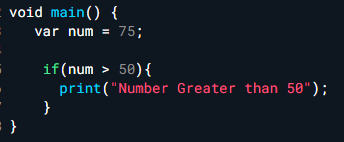 void main() {
   var num = 75;

    if(num > 50){
      print("Number Greater than 50");
    }
}